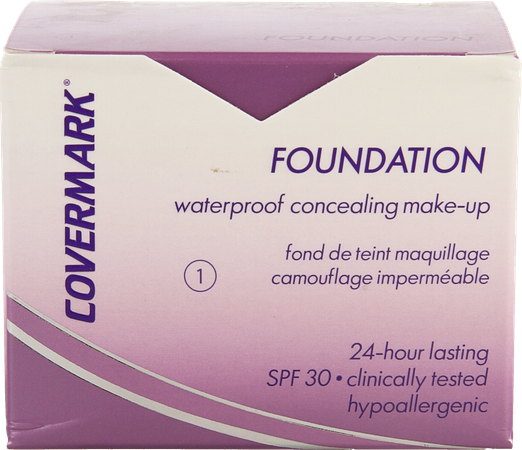 FOUNDATION
COVERMARK®
FOUNDATION
waterproof concealing make-up
fond de teint maquillage
camouflage imperméable
1
24-hour lasting
SPF 30 • clinically tested
hypoallergenic